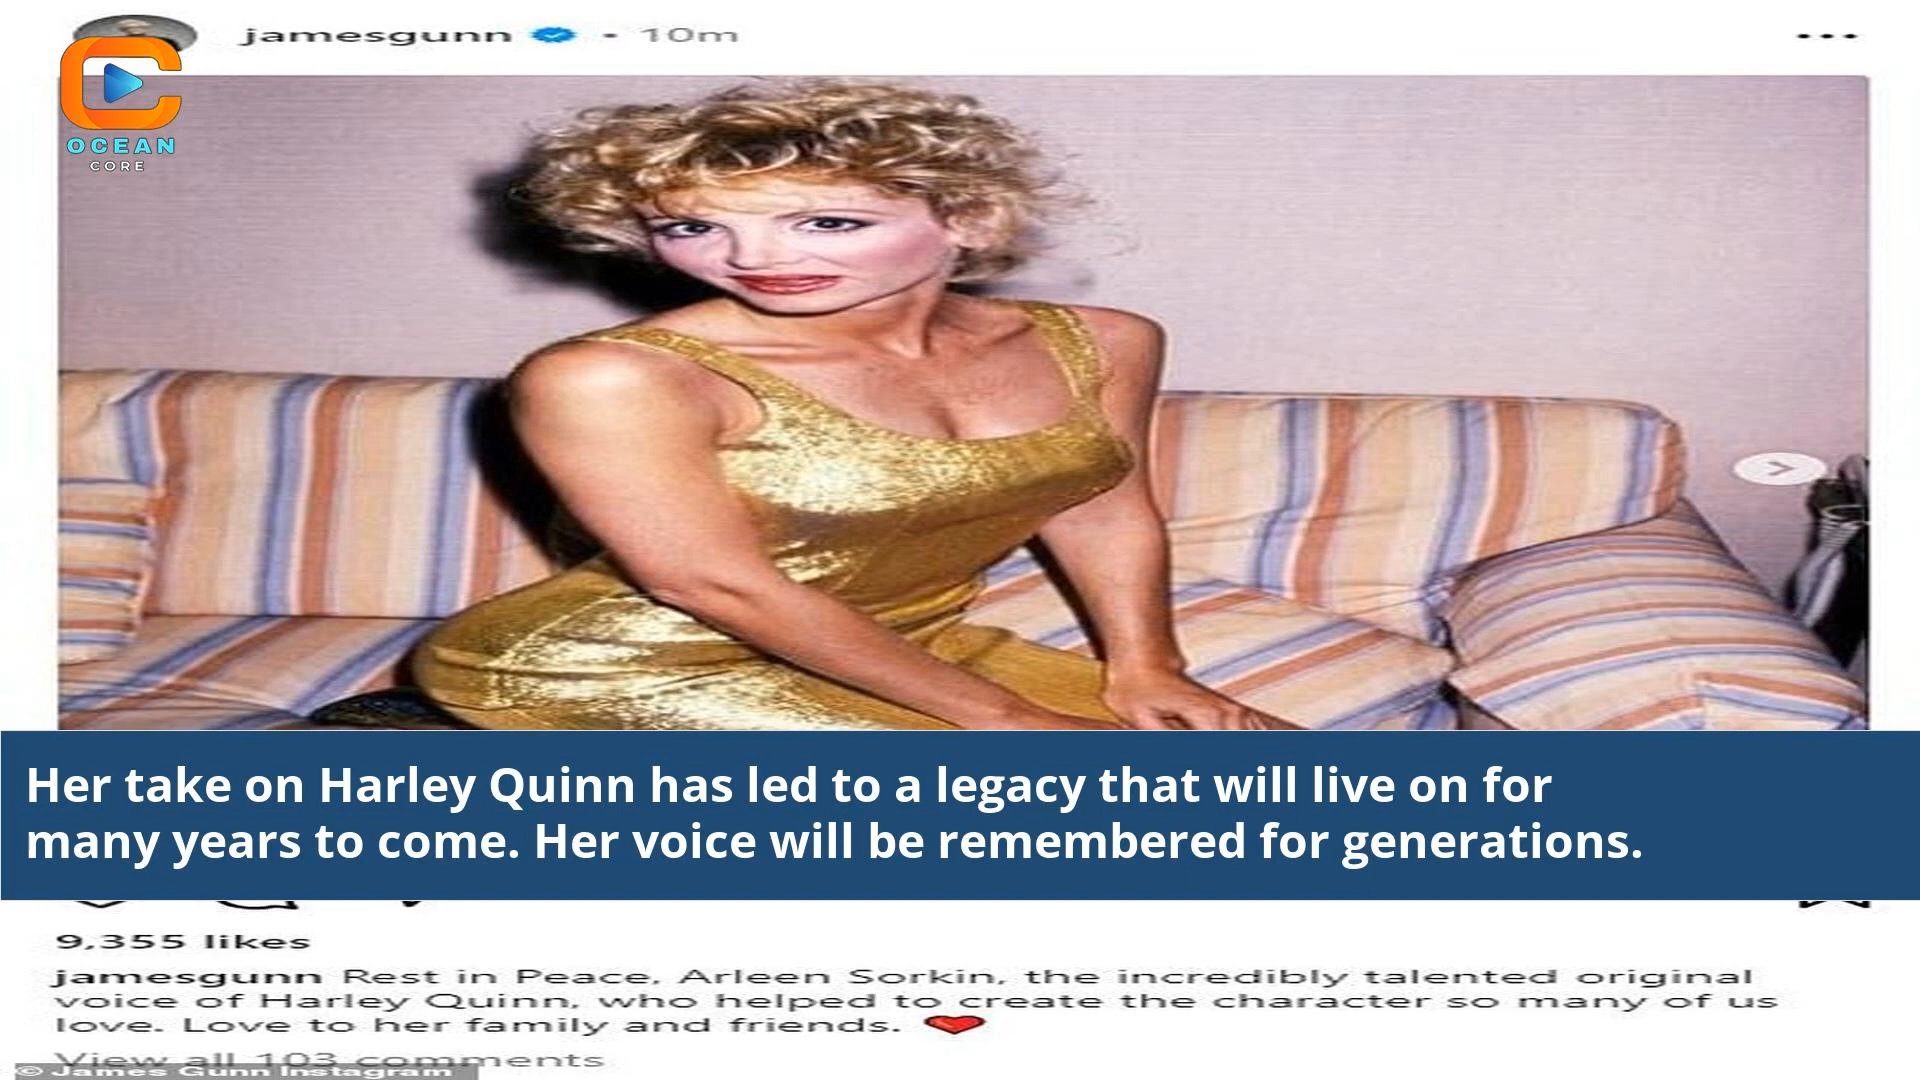 jamesgunn • 10m
OCEAN
CORE
Her take on Harley Quinn has led to a legacy that will live on for
many years to come. Her voice will be remembered for generations.
9,355 likes
jamesgunn Rest in Peace, Arleen Sorkin, the incredibly talented original
voice of Harley Quinn, who helped to create the character so many of us
love. Love to her family and friends.
View all 103 comments
© James Gunn Instagram